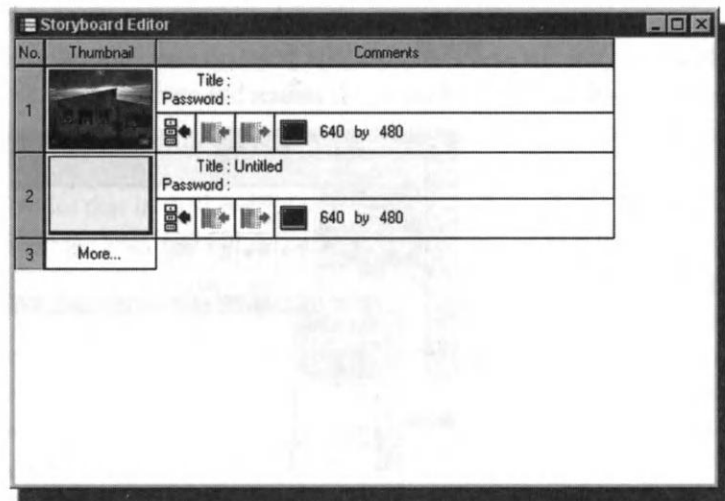 Storyboard Editor
No. Thumbnail Comments
1
Title :
Password :
640 by 480
2
Title : Untitled
Password :
640 by 480
3 More...